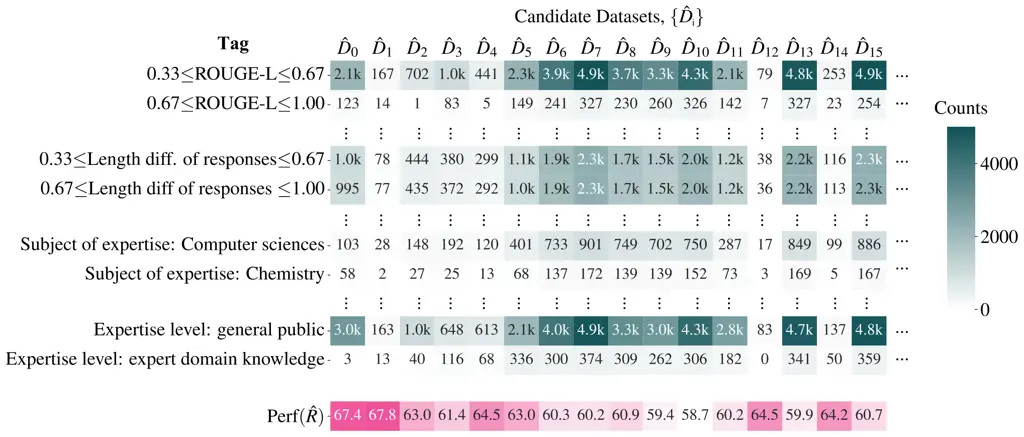 Candidate Datasets, {D̂ᵢ}
Tag D̂₀ D̂₁ D̂₂ D̂₃ D̂₄ D̂₅ D̂₆ D̂₇ D̂₈ D̂₉ D̂₁₀ D̂₁₁ D̂₁₂ D̂₁₃ D̂₁₄ D̂₁₅
0.33≤ROUGE-L≤0.67 2.1k 167 702 1.0k 441 2.3k 3.9k 4.9k 3.7k 3.3k 4.3k 2.1k 79 4.8k 253 4.9k ...
0.67≤ROUGE-L≤1.00 123 14 1 83 5 149 241 327 230 260 326 142 7 327 23 254 ...
⋮ ⋮ ⋮ ⋮ ⋮ ⋮ ⋮ ⋮ ⋮ ⋮ ⋮ ⋮ ⋮ ⋮ ⋮ ⋮
0.33≤Length diff. of responses≤0.67 1.0k 78 444 380 299 1.1k 1.9k 2.3k 1.7k 1.5k 2.0k 1.2k 38 2.2k 116 2.3k ...
0.67≤Length diff of responses ≤1.00 995 77 435 372 292 1.0k 1.9k 2.3k 1.7k 1.5k 2.0k 1.2k 36 2.2k 113 2.3k ...
⋮ ⋮ ⋮ ⋮ ⋮ ⋮ ⋮ ⋮ ⋮ ⋮ ⋮ ⋮ ⋮ ⋮ ⋮ ⋮
Subject of expertise: Computer sciences 103 28 148 192 120 401 733 901 749 702 750 287 17 849 99 886 ...
Subject of expertise: Chemistry 58 2 27 25 13 68 137 172 139 139 152 73 3 169 5 167 ...
⋮ ⋮ ⋮ ⋮ ⋮ ⋮ ⋮ ⋮ ⋮ ⋮ ⋮ ⋮ ⋮ ⋮ ⋮ ⋮
Expertise level: general public 3.0k 163 1.0k 648 613 2.1k 4.0k 4.9k 3.3k 3.0k 4.3k 2.8k 83 4.7k 137 4.8k ...
Expertise level: expert domain knowledge 3 13 40 116 68 336 300 374 309 262 306 182 0 341 50 359 ...
Perf(R̂) 67.4 67.8 63.0 61.4 64.5 63.0 60.3 60.2 60.9 59.4 58.7 60.2 64.5 59.9 64.2 60.7
Counts
4000
2000
0